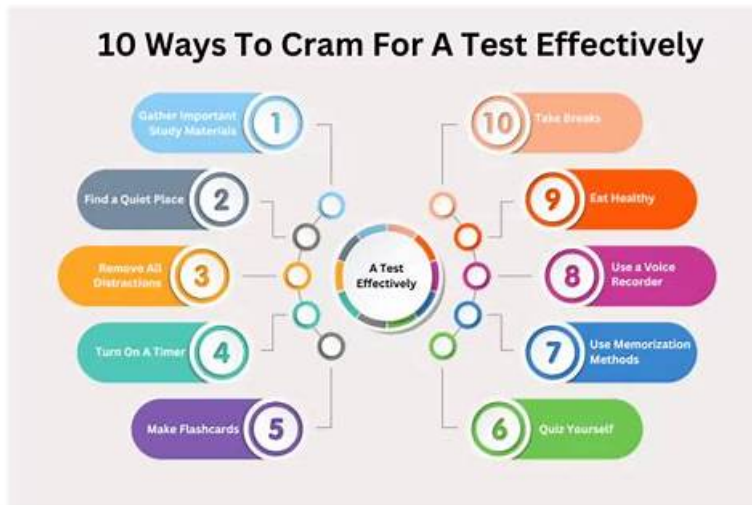 10 Ways To Cram For A Test Effectively
Gather Important
Study Materials
1
Find a Quiet Place
2
Remove All
Distractions
3
Turn On A Timer
4
Make Flashcards
5
A Test
Effectively
10
Take Breaks
9
Eat Healthy
8
Use a Voice
Recorder
7
Use Memorization
Methods
6
Quiz Yourself